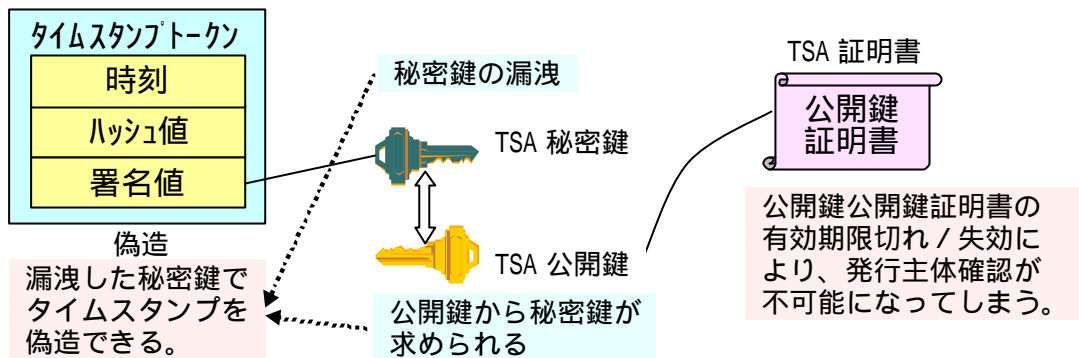 タイムスタンプトークン
時刻
ハッシュ値
署名値
偽造
漏洩した秘密鍵で
タイムスタンプを
偽造できる。
秘密鍵の漏洩
TSA 秘密鍵
TSA 公開鍵
公開鍵から秘密鍵が
求められる
TSA 証明書
公開鍵
証明書
公開鍵公開鍵証明書の
有効期限切れ / 失効に
より、発行主体確認が
不可能になってしまう。